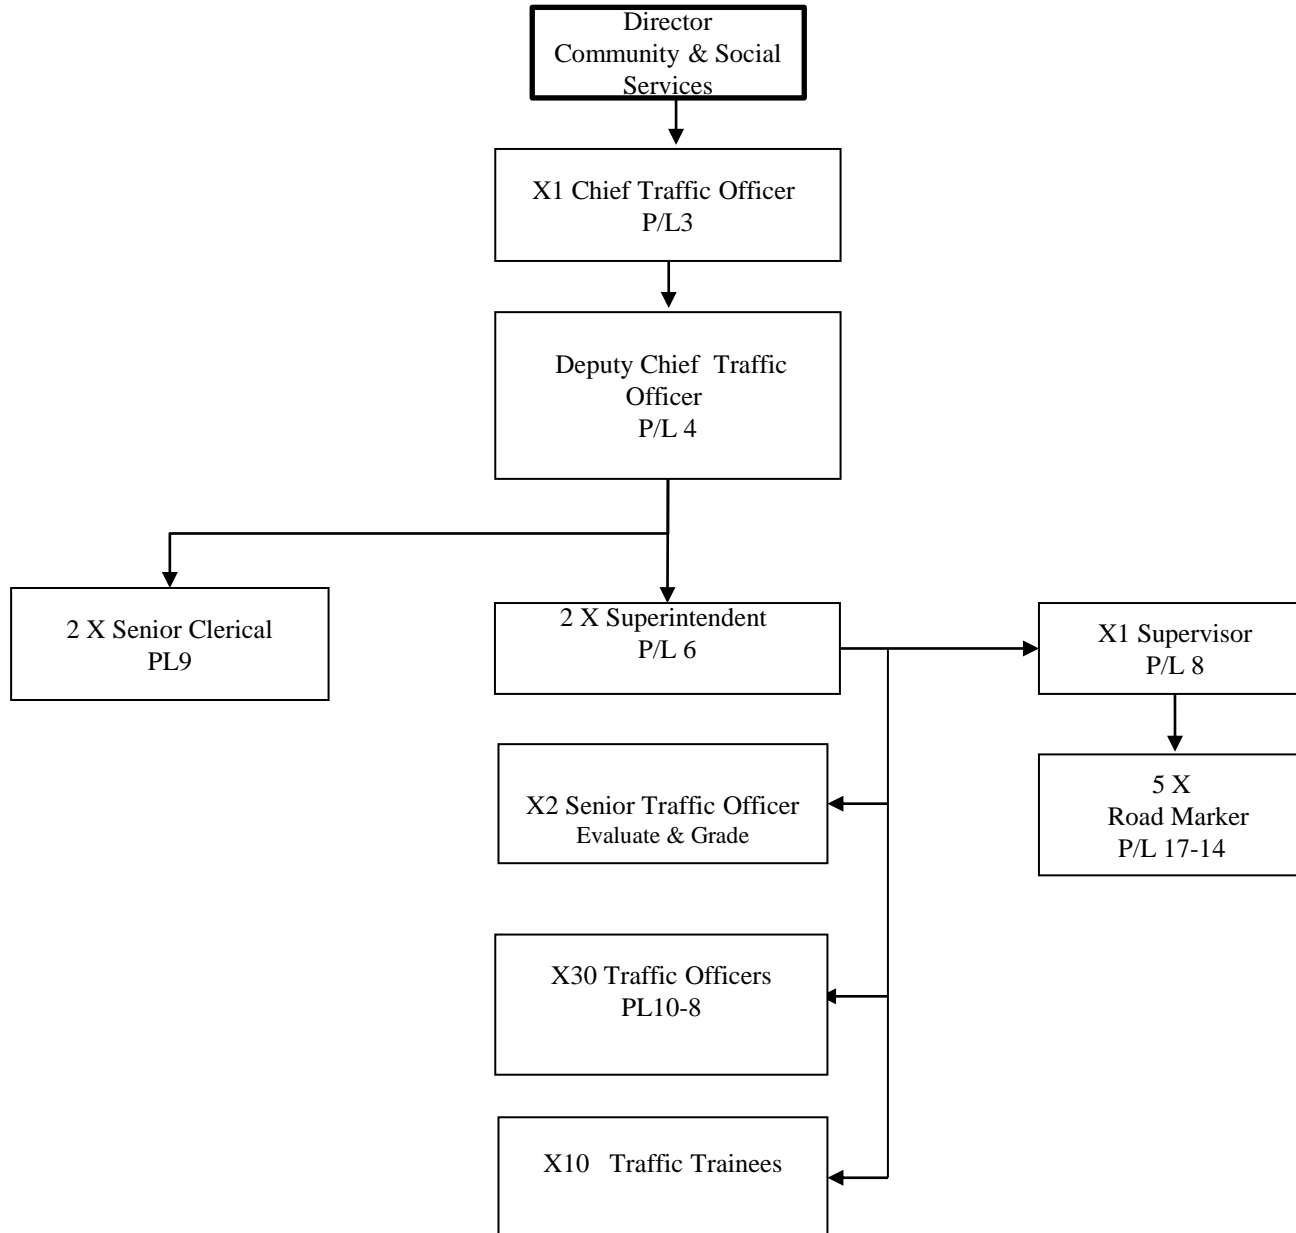 Director
Community & Social
Services
X1 Chief Traffic Officer
P/L3
Deputy Chief  Traffic
Officer
P/L 4
2 X Senior Clerical
PL9
2 X Superintendent
P/L 6
X1 Supervisor
P/L 8
X2 Senior Traffic Officer
Evaluate & Grade
5 X
Road Marker
P/L 17-14
X30 Traffic Officers
PL10-8
X10   Traffic Trainees